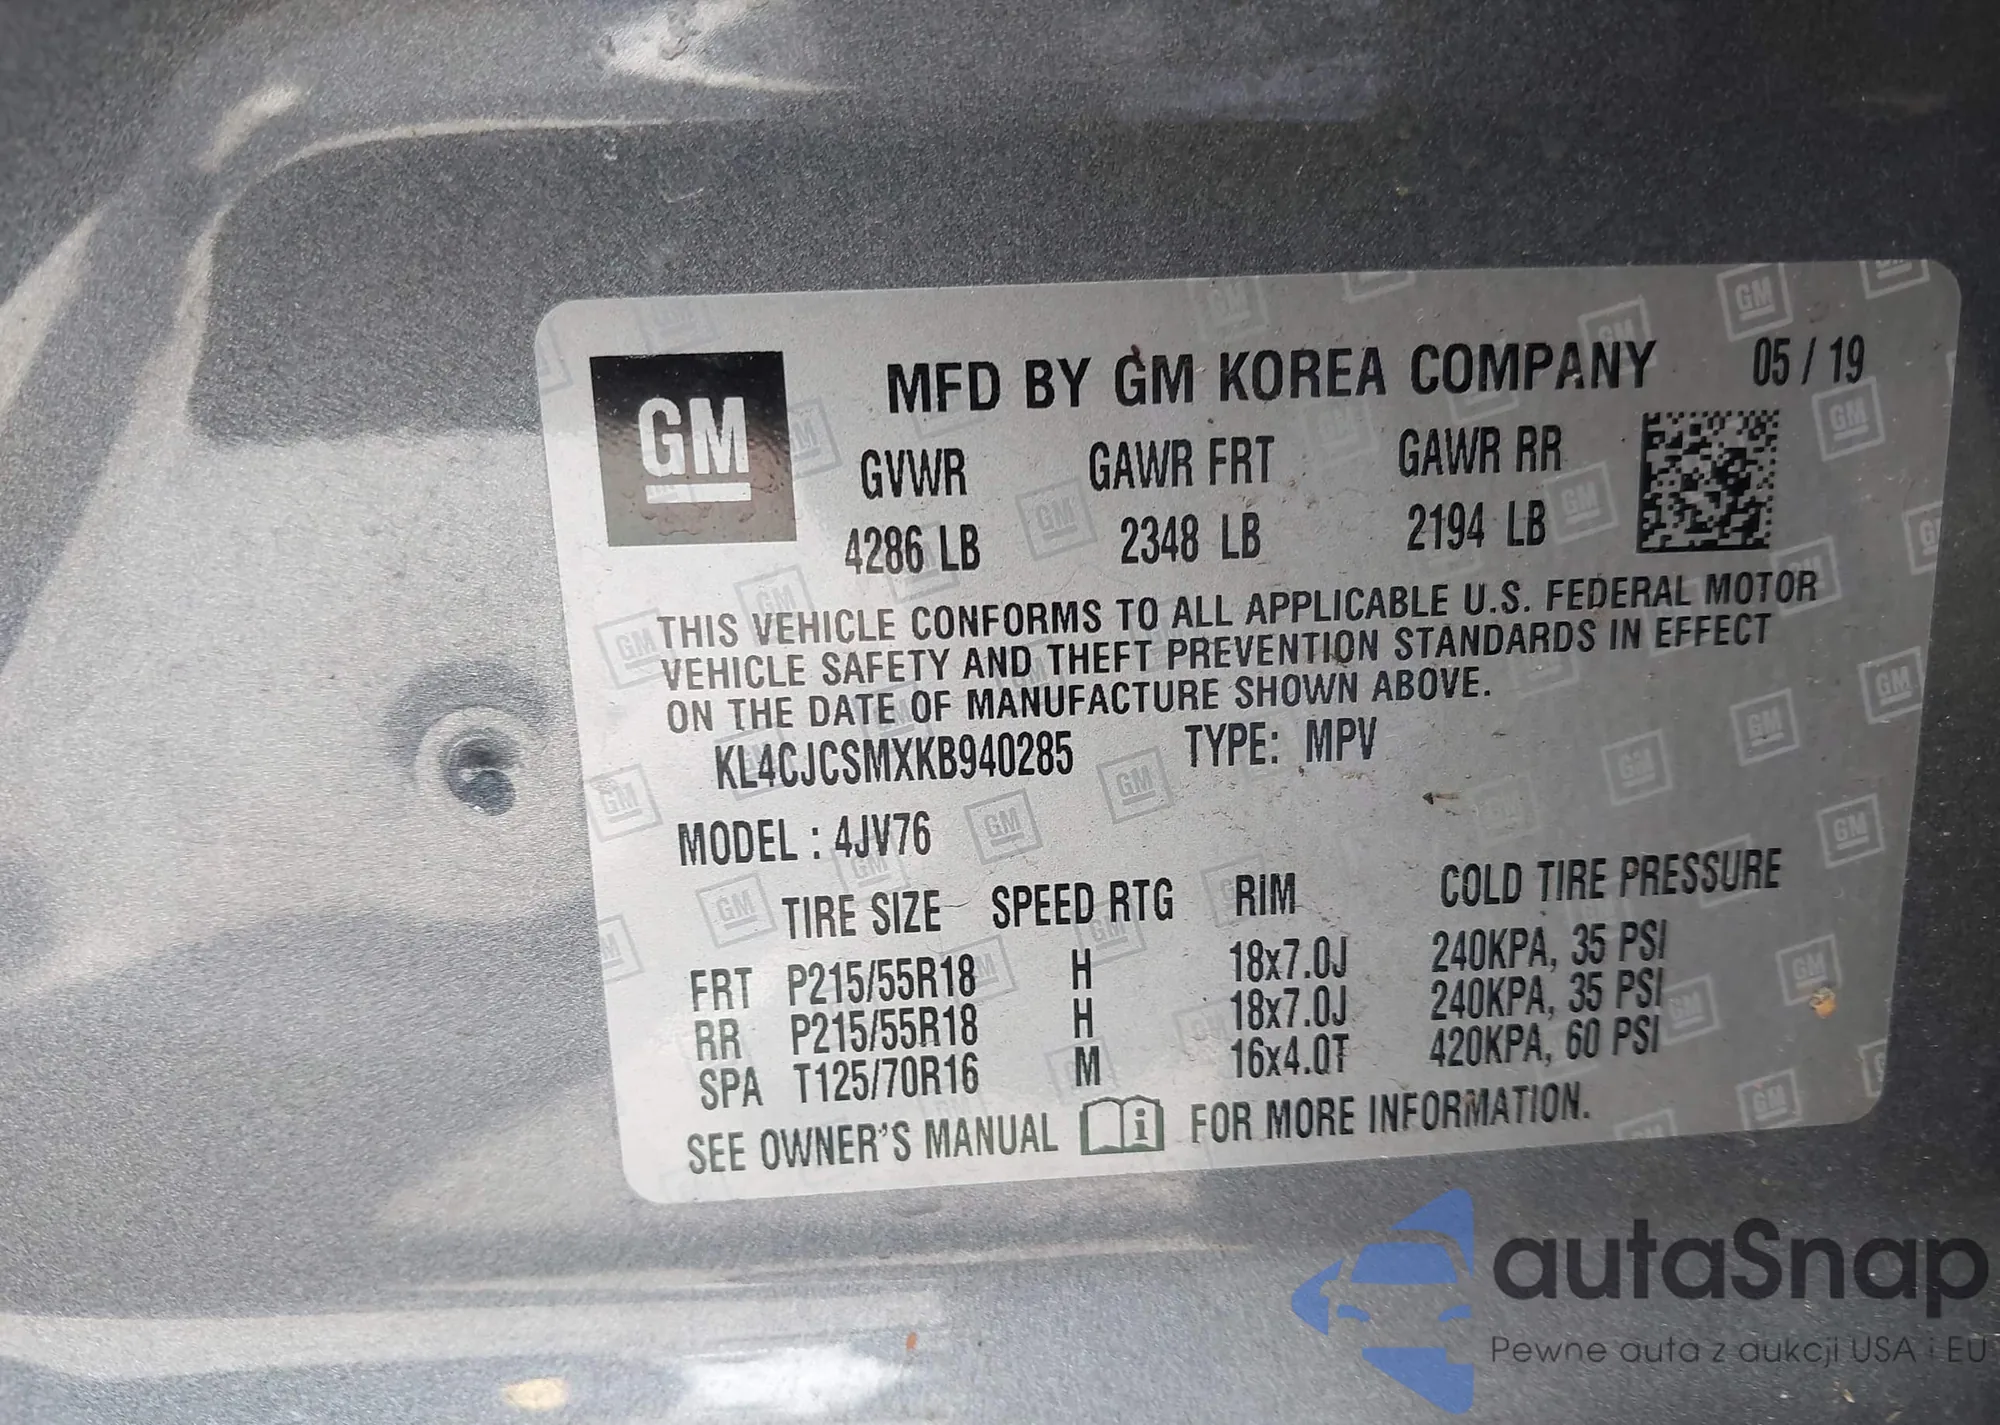 GM
MFD BY GM KOREA COMPANY 05 / 19
GVWR GAWR FRT GAWR RR
4286 LB 2348 LB 2194 LB
THIS VEHICLE CONFORMS TO ALL APPLICABLE U.S. FEDERAL MOTOR
VEHICLE SAFETY AND THEFT PREVENTION STANDARDS IN EFFECT
ON THE DATE OF MANUFACTURE SHOWN ABOVE.
KL4CJCSMXKB940285 TYPE: MPV
MODEL : 4JV76
TIRE SIZE SPEED RTG RIM COLD TIRE PRESSURE
FRT P215/55R18 H 18x7.0J 240KPA, 35 PSI
RR P215/55R18 H 18x7.0J 240KPA, 35 PSI
SPA T125/70R16 M 16x4.0T 420KPA, 60 PSI
SEE OWNER'S MANUAL i FOR MORE INFORMATION.
autaSnap
Pewne auta z aukcji USA i EU